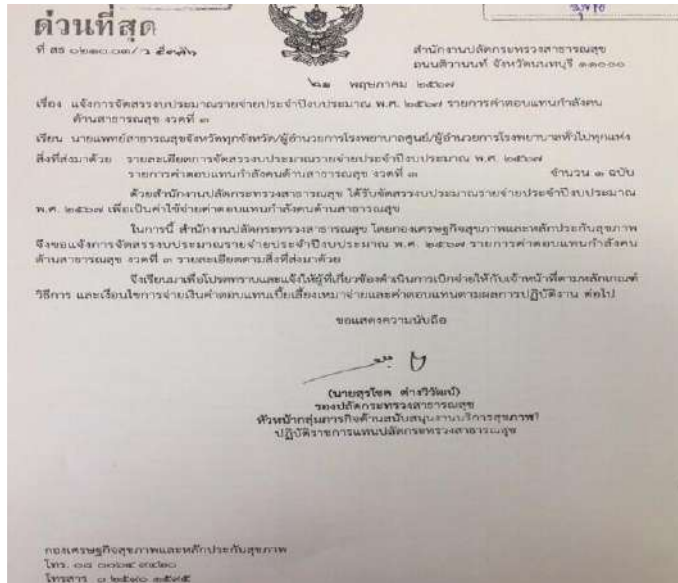 ด่วนที่สุด
ที่ สธ ๐๒๑๐.๐๓/ว
สำนักงานปลัดกระทรวงสาธารณสุข
ถนนติวานนท์ จังหวัดนนทบุรี ๑๑๐๐๐
พฤษภาคม ๒๕๖๗
เรื่อง แจ้งการจัดสรรงบประมาณรายจ่ายประจำปีงบประมาณ พ.ศ. ๒๕๖๗ รายการค่าตอบแทนกำลังคน
ด้านสาธารณสุข งวดที่ ๓
เรียน นายแพทย์สาธารณสุขจังหวัดทุกจังหวัด/ผู้อำนวยการโรงพยาบาลศูนย์/ผู้อำนวยการโรงพยาบาลทั่วไปทุกแห่ง
สิ่งที่ส่งมาด้วย รายละเอียดการจัดสรรงบประมาณรายจ่ายประจำปีงบประมาณ พ.ศ. ๒๕๖๗
รายการค่าตอบแทนกำลังคนด้านสาธารณสุข งวดที่ ๓ จำนวน ๑ ฉบับ
ด้วยสำนักงานปลัดกระทรวงสาธารณสุข ได้รับจัดสรรงบประมาณรายจ่ายประจำปีงบประมาณ
พ.ศ. ๒๕๖๗ เพื่อเป็นค่าใช้จ่ายค่าตอบแทนกำลังคนด้านสาธารณสุข
ในการนี้ สำนักงานปลัดกระทรวงสาธารณสุข โดยกองเศรษฐกิจสุขภาพและหลักประกันสุขภาพ
จึงขอแจ้งการจัดสรรงบประมาณรายจ่ายประจำปีงบประมาณ พ.ศ. ๒๕๖๗ รายการค่าตอบแทนกำลังคน
ด้านสาธารณสุข งวดที่ ๓ รายละเอียดตามสิ่งที่ส่งมาด้วย
จึงเรียนมาเพื่อโปรดทราบและแจ้งให้ผู้ที่เกี่ยวข้องดำเนินการเบิกจ่ายให้กับเจ้าหน้าที่ตามหลักเกณฑ์
วิธีการ และเงื่อนไขการจ่ายเงินค่าตอบแทนเบี้ยเลี้ยงเหมาจ่ายและค่าตอบแทนตามผลการปฏิบัติงาน ต่อไป
ขอแสดงความนับถือ
(นายสุรโชค ต่างวิวัฒน์)
รองปลัดกระทรวงสาธารณสุข
หัวหน้ากลุ่มภารกิจด้านสนับสนุนงานบริการสุขภาพ
ปฏิบัติราชการแทนปลัดกระทรวงสาธารณสุข
กองเศรษฐกิจสุขภาพและหลักประกันสุขภาพ
โทร.
โทรสาร ๐ ๒๕๙๐ ๑๕๙๕